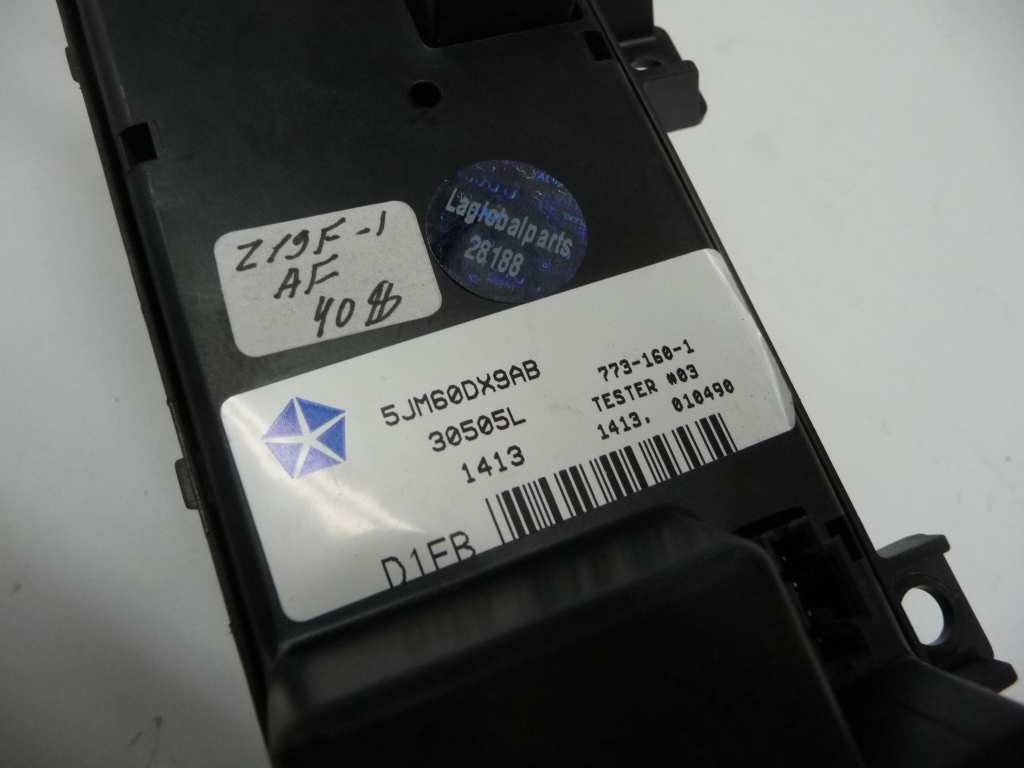 Z19F-1
AF
40
Laglobalparts
28188
5JM60DX9AB
30505L
1413
773-160-1
TESTER #03
1413, 010490
D1FB